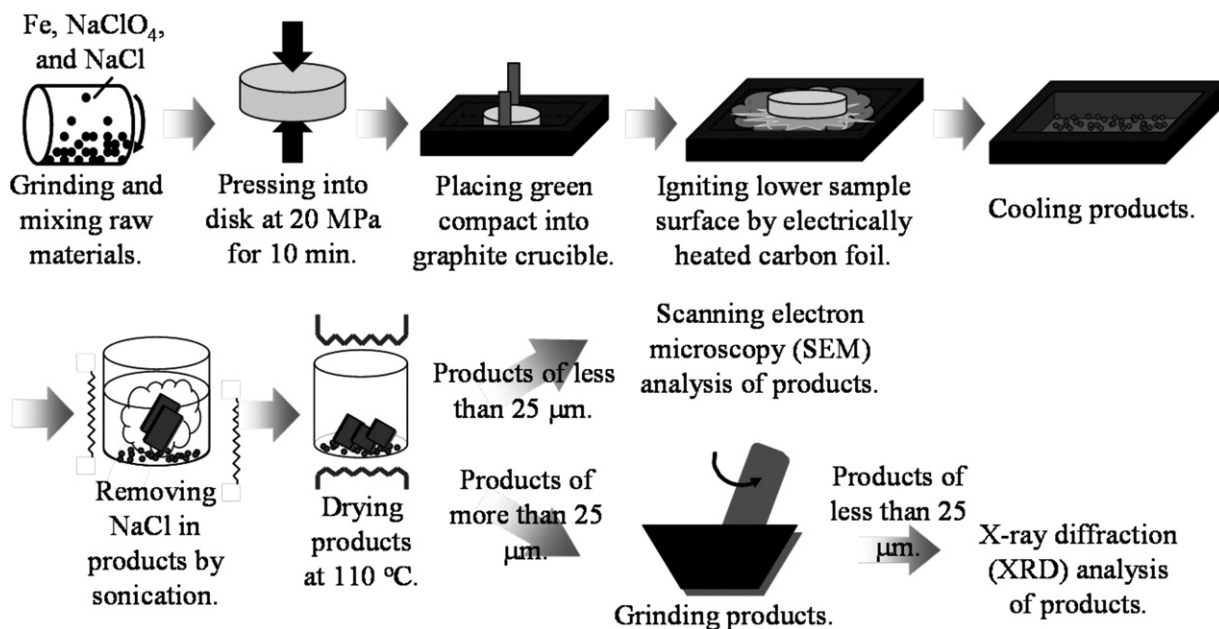 Fe, NaClO4,
and NaCl
Grinding and
mixing raw
materials.
Pressing into
disk at 20 MPa
for 10 min.
Placing green
compact into
graphite crucible.
Igniting lower sample
surface by electrically
heated carbon foil.
Cooling products.
Removing
NaCl in
products by
sonication.
Drying
products
at 110 ºC.
Products of less
than 25 μm.
Scanning electron
microscopy (SEM)
analysis of products.
Products of
more than 25
μm.
Grinding products.
Products of
less than 25
μm.
X-ray diffraction
(XRD) analysis
of products.